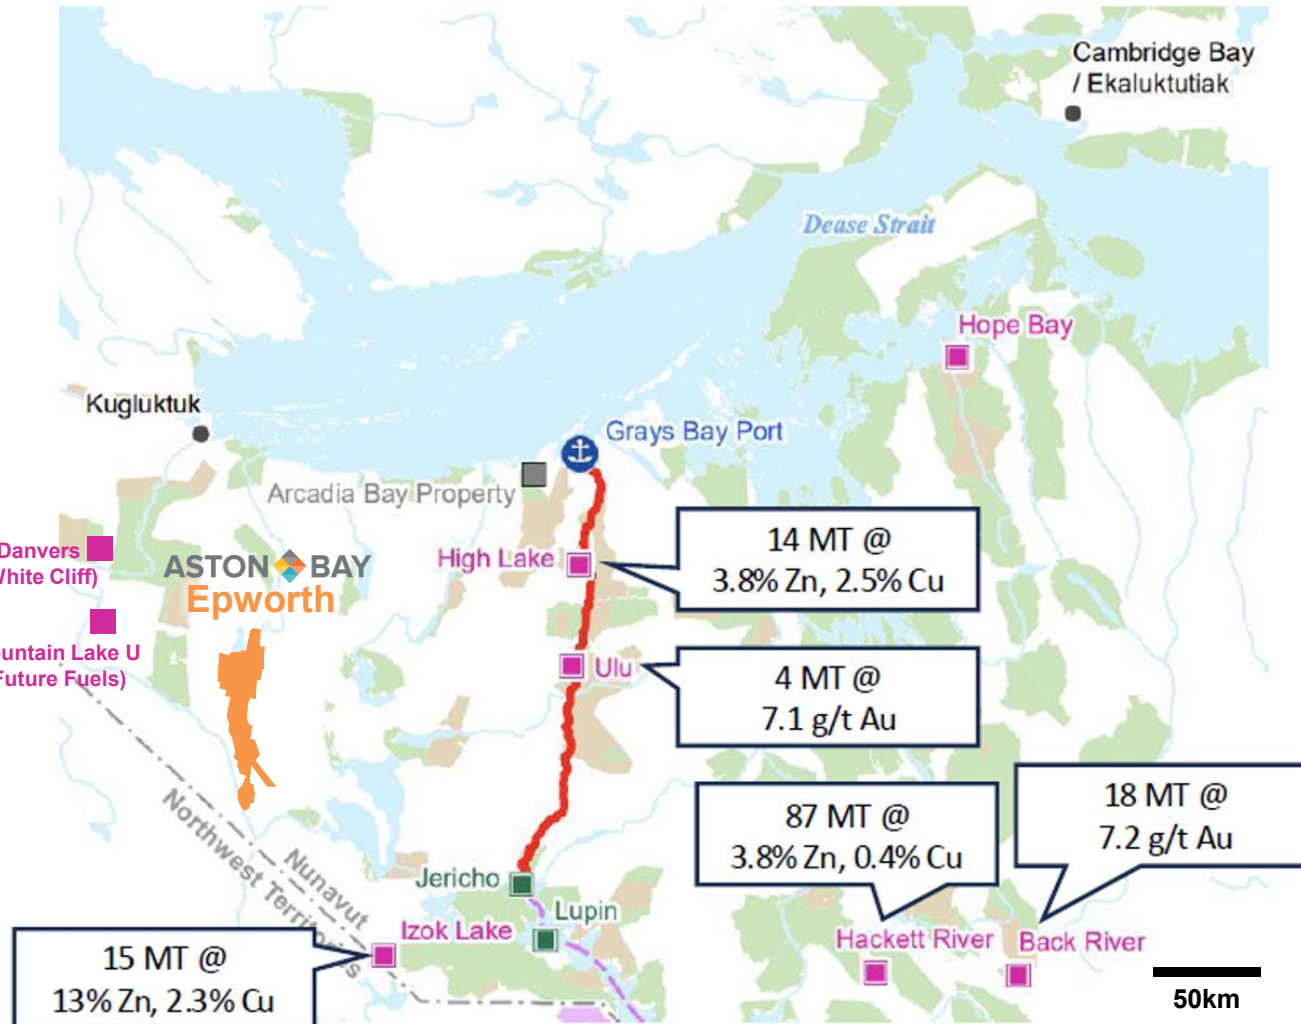 Cambridge Bay
/ Ekaluktutiak
Dease Strait
Hope Bay
Kugluktuk
Grays Bay Port
Arcadia Bay Property
Danvers
White Cliff)
ASTON BAY
Epworth
High Lake
14 MT @
3.8% Zn, 2.5% Cu
ountain Lake U
Future Fuels)
Ulu
4 MT @
7.1 g/t Au
87 MT @
3.8% Zn, 0.4% Cu
18 MT @
7.2 g/t Au
Nunavut
Northwest Territories
Jericho
Lupin
Izok Lake
15 MT @
13% Zn, 2.3% Cu
Hackett River
Back River
50km